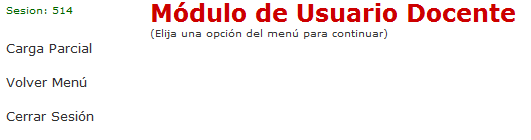 Sesion: 514
Carga Parcial
Volver Menú
Cerrar Sesión
Módulo de Usuario Docente
(Elija una opción del menú para continuar)